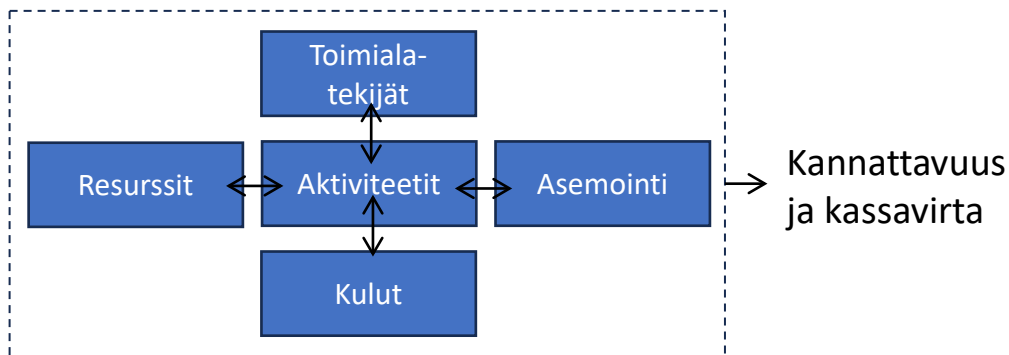 Toimiala-
tekijät
Resurssit
Aktiviteetit
Asemointi
Kannattavuus
ja kassavirta
Kulut